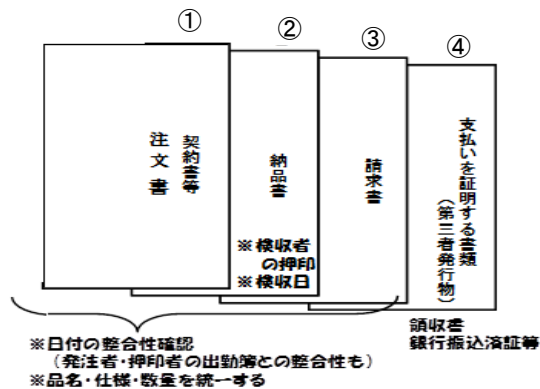 ①
②
③
④
注文書
契約書等
納品書
※検収者
の押印
※検収日
請求書
支払いを証明する書類
（第三者発行物）
領収書
銀行振込済証等
※日付の整合性確認
（発注者・押印者の出勤簿との整合性も）
※品名・仕様・数量を統一する